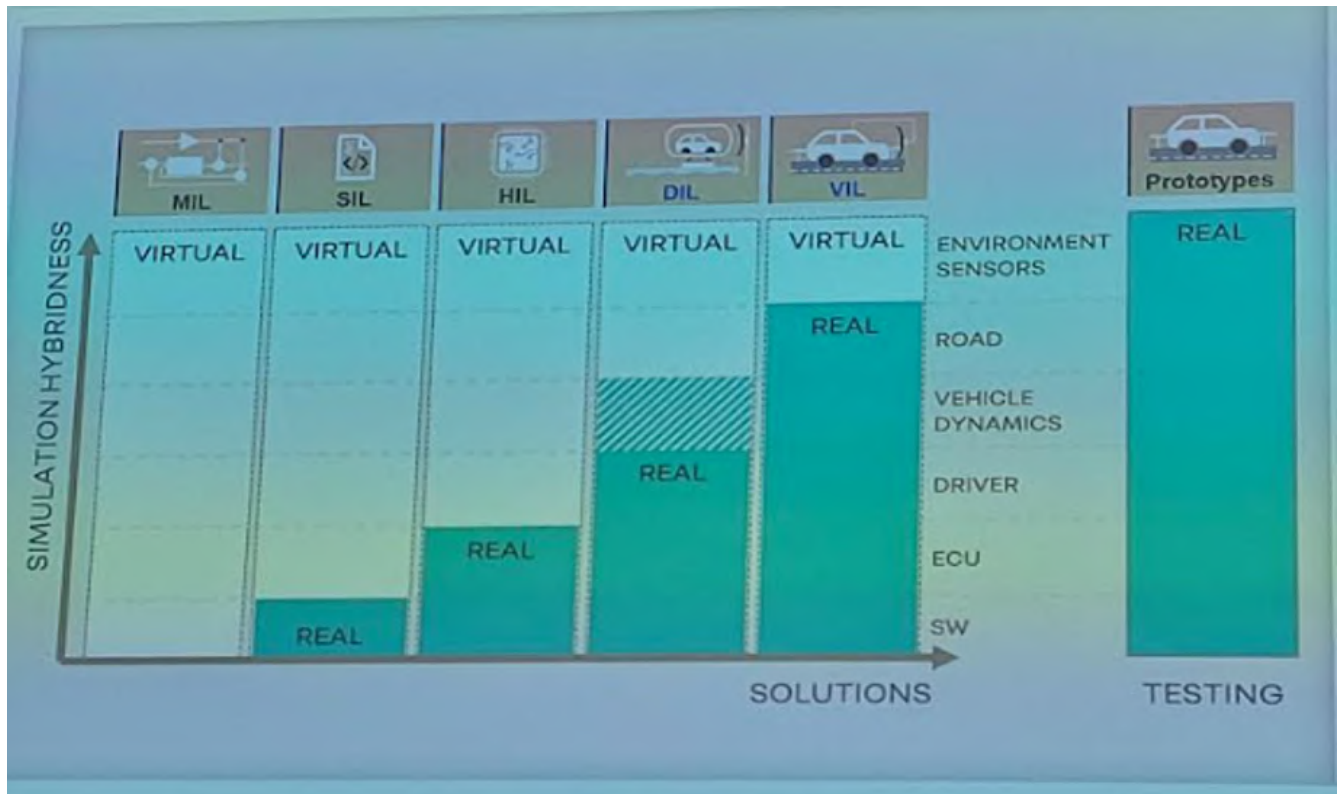 MIL
SIL
HIL
DIL
VIL
Prototypes
SIMULATION HYBRIDNESS
VIRTUAL
VIRTUAL
VIRTUAL
VIRTUAL
VIRTUAL
REAL
REAL
REAL
REAL
REAL
ENVIRONMENT
SENSORS
ROAD
VEHICLE
DYNAMICS
DRIVER
ECU
SW
SOLUTIONS
TESTING